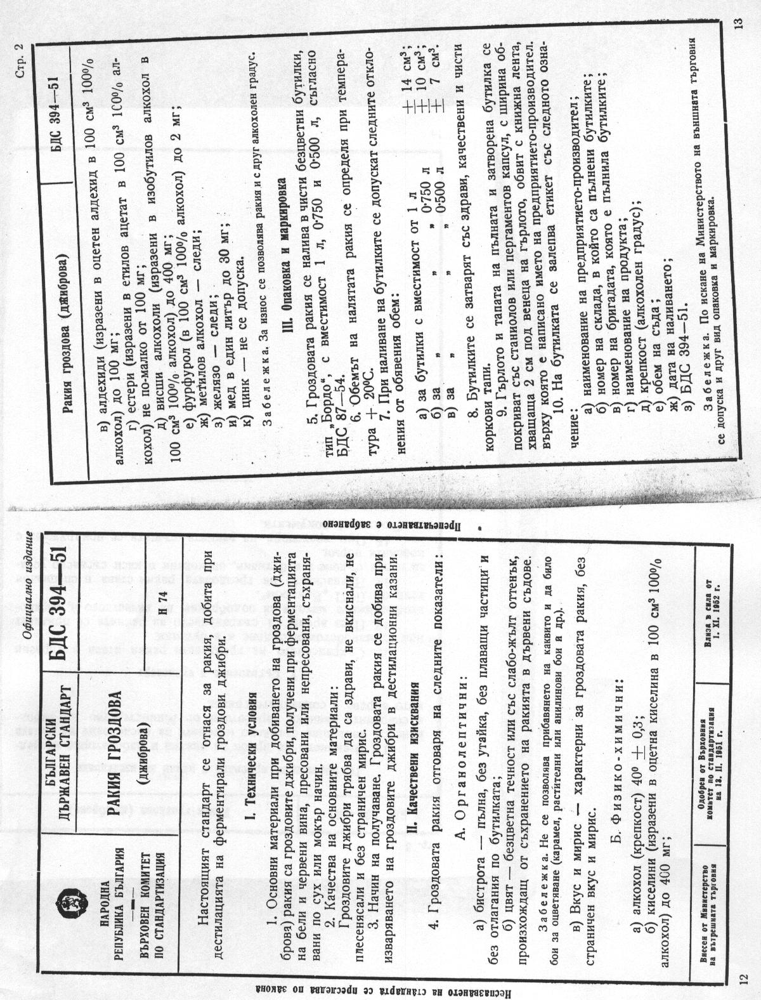 Официално издание
НАРОДНА
РЕПУБЛИКА БЪЛГАРИЯ
ВЪРХОВЕН КОМИТЕТ
ПО СТАНДАРТИЗАЦИЯ
БЪЛГАРСКИ
ДЪРЖАВЕН СТАНДАРТ
РАКИЯ ГРОЗДОВА
(джиброва)
БДС 394—51
Н 74
Настоящият стандарт се отнася за ракия, добита при
дестилацията на ферментирали гроздови джибри.
I. Технически условия
1. Основни материали при добиването на гроздова (джи-
брова) ракия са гроздовите джибри, получени при ферментацията
на бели и червени вина, пресовани или непресовани, съхраня-
вани по сух или мокър начин.
2. Качества на основните материали:
Гроздовите джибри трябва да са здрави, не вкиснали, не
плесенясали и без страничен мирис.
3. Начин на получаване. Гроздовата ракия се добива при
изваряването на гроздовите джибри в дестилационни казани.
II. Качествени изисквания
4. Гроздовата ракия отговаря на следните показатели:
А. Органолептични:
а) бистрота — пълна, без утайка, без плаващи частици и
без отлагания по бутилката;
б) цвят — безцветна течност или със слабо-жълт оттенък,
произхождащ от съхранението на ракията в дървени съдове.
Забележка. Не се позволява прибавянето на каквито и да било
бои за оцветяване (карамел, растителни или анилинови бои и др.).
в) Вкус и мирис — характерни за гроздовата ракия, без
страничен вкус и мирис.
Б. Физико-химични:
а) алкохол (крепкост) 40⁰ ± 0,3;
б) киселини (изразени в оцетна киселина в 100 см³ 100%
алкохол) до 400 мг;
Внесен от Министерство
на вътрешната търговия
Одобрен от Върховния
комитет по стандартизация
на 13. II. 1951 г.
Влиза в сила от
1. XI. 1952 г.
12
Неспазването на стандарта се преследва по закона
Препечатването е забранено
Стр. 2
Ракия гроздова (джиброва)
БДС 394—51
в) алдехиди (изразени в оцетен алдехид в 100 см³ 100%
алкохол) до 100 мг;
г) естери (изразени в етилов ацетат в 100 см³ 100% ал-
кохол) не по-малко от 100 мг;
д) висши алкохоли (изразени в изобутилов алкохол в
100 см³ 100% алкохол) до 400 мг;
е) фурфурол (в 100 см³ 100% алкохол) до 2 мг;
ж) метилов алкохол — следи;
з) желязо — следи;
и) мед в един литър до 30 мг;
к) цинк — не се допуска.
Забележка. За износ се позволява ракия и с друг алкохолен градус.
III. Опаковка и маркировка
5. Гроздовата ракия се налива в чисти безцветни бутилки,
тип „Бордо“, с вместимост 1 л, 0·750 и 0·500 л, съгласно
БДС 87—54.
6. Обемът на налятата ракия се определя при темпера-
тура + 20⁰C.
7. При наливане на бутилките се допускат следните откло-
нения от обявения обем:
а) за бутилки с вместимост от 1 л ± 14 см³;
б) за „ „ „ 0·750 л ± 10 см³;
в) за „ „ „ 0·500 л ± 7 см³.
8. Бутилките се затварят със здрави, качествени и чисти
коркови тапи.
9. Гърлото и тапата на пълната и затворена бутилка се
покриват със станиолов или пергаментов капсул, с ширина об-
хващаща 2 см под венеца на гърлото, обвит с книжна лента,
върху която е написано името на предприятието-производител.
10. На бутилката се залепва етикет със следното озна-
чение:
а) наименование на предприятието-производител;
б) номер на склада, в който са пълнени бутилките;
в) номер на бригадата, която е пълнила бутилките;
г) наименование на продукта;
д) крепкост (алкохолен градус);
е) обем на съда;
ж) дата на наливането;
з) БДС 394—51.
Забележка. По искане на Министерството на външната търговия
се допуска и друг вид опаковка и маркировка.
13